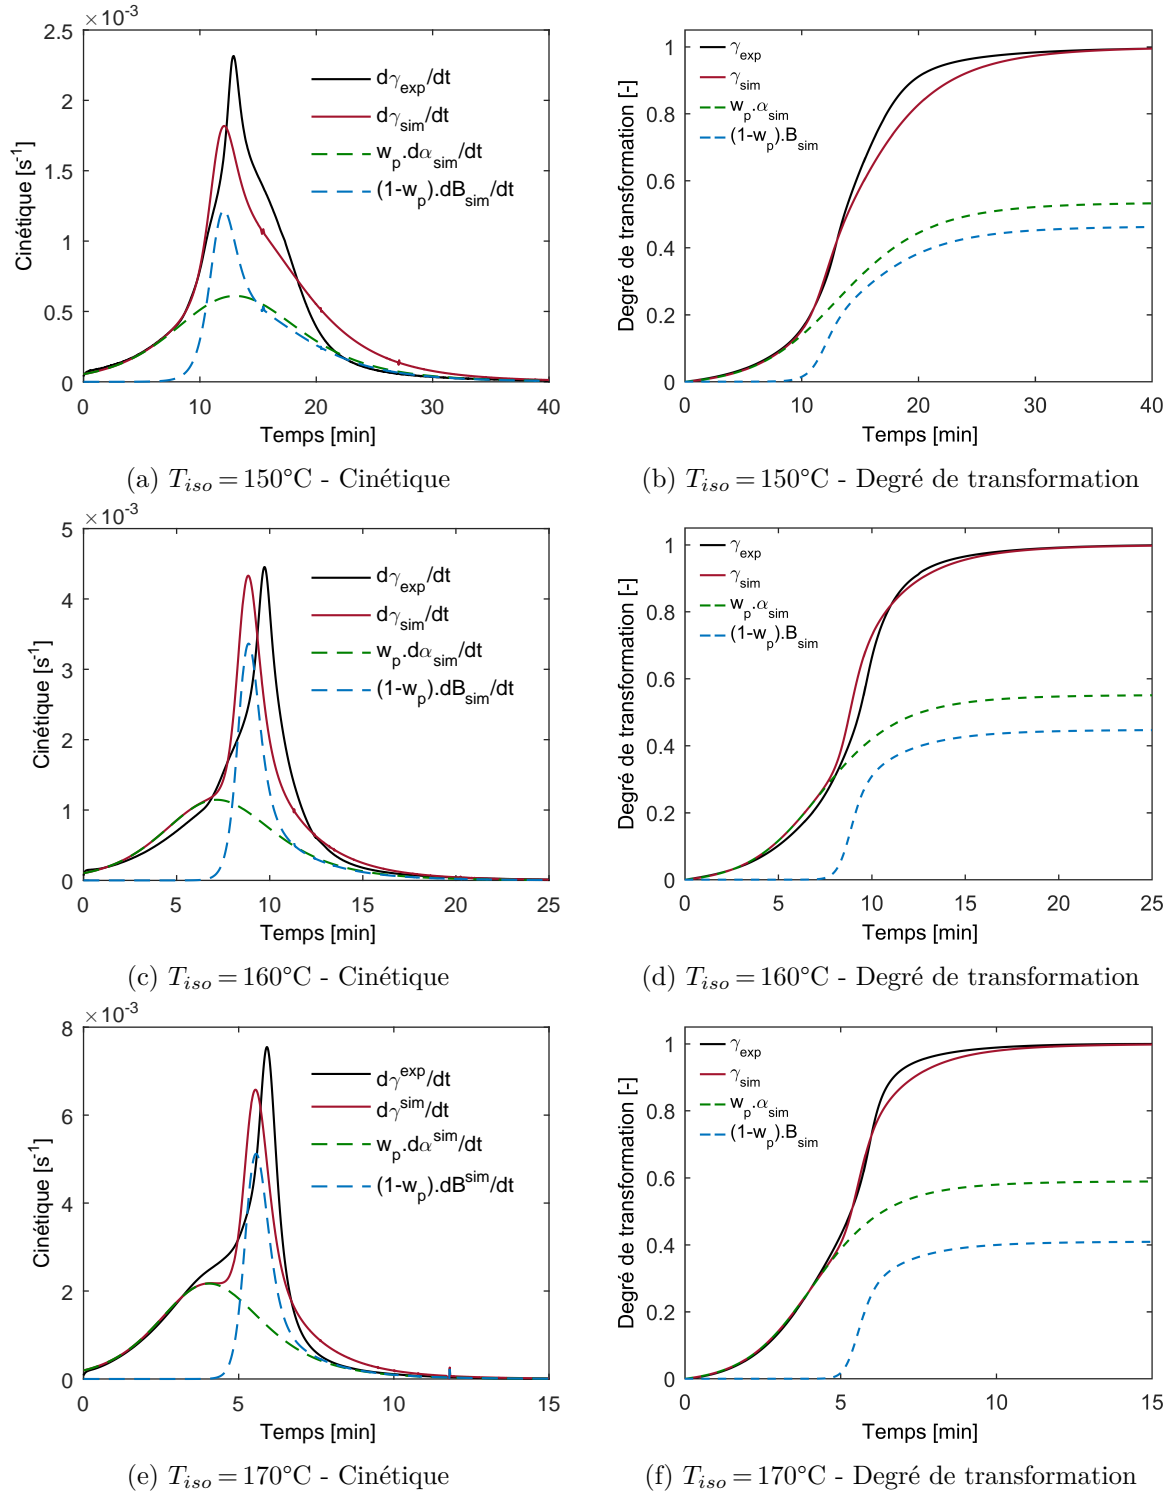 ×10⁻³
2.5
2
1.5
1
0.5
0
Cinétique [s⁻¹]
dγexp/dt
dγsim/dt
wp.dαsim/dt
(1-wp).dBsim/dt
0 10 20 30 40
Temps [min]
(a) Tiso = 150°C - Cinétique
1
0.8
0.6
0.4
0.2
0
Degré de transformation [-]
γexp
γsim
wp.αsim
(1-wp).Bsim
0 10 20 30 40
Temps [min]
(b) Tiso = 150°C - Degré de transformation
×10⁻³
5
4
3
2
1
0
Cinétique [s⁻¹]
dγexp/dt
dγsim/dt
wp.dαsim/dt
(1-wp).dBsim/dt
0 5 10 15 20 25
Temps [min]
(c) Tiso = 160°C - Cinétique
1
0.8
0.6
0.4
0.2
0
Degré de transformation [-]
γexp
γsim
wp.αsim
(1-wp).Bsim
0 5 10 15 20 25
Temps [min]
(d) Tiso = 160°C - Degré de transformation
×10⁻³
8
6
4
2
0
Cinétique [s⁻¹]
dγexp/dt
dγsim/dt
wp.dαsim/dt
(1-wp).dBsim/dt
0 5 10 15
Temps [min]
(e) Tiso = 170°C - Cinétique
1
0.8
0.6
0.4
0.2
0
Degré de transformation [-]
γexp
γsim
wp.αsim
(1-wp).Bsim
0 5 10 15
Temps [min]
(f) Tiso = 170°C - Degré de transformation